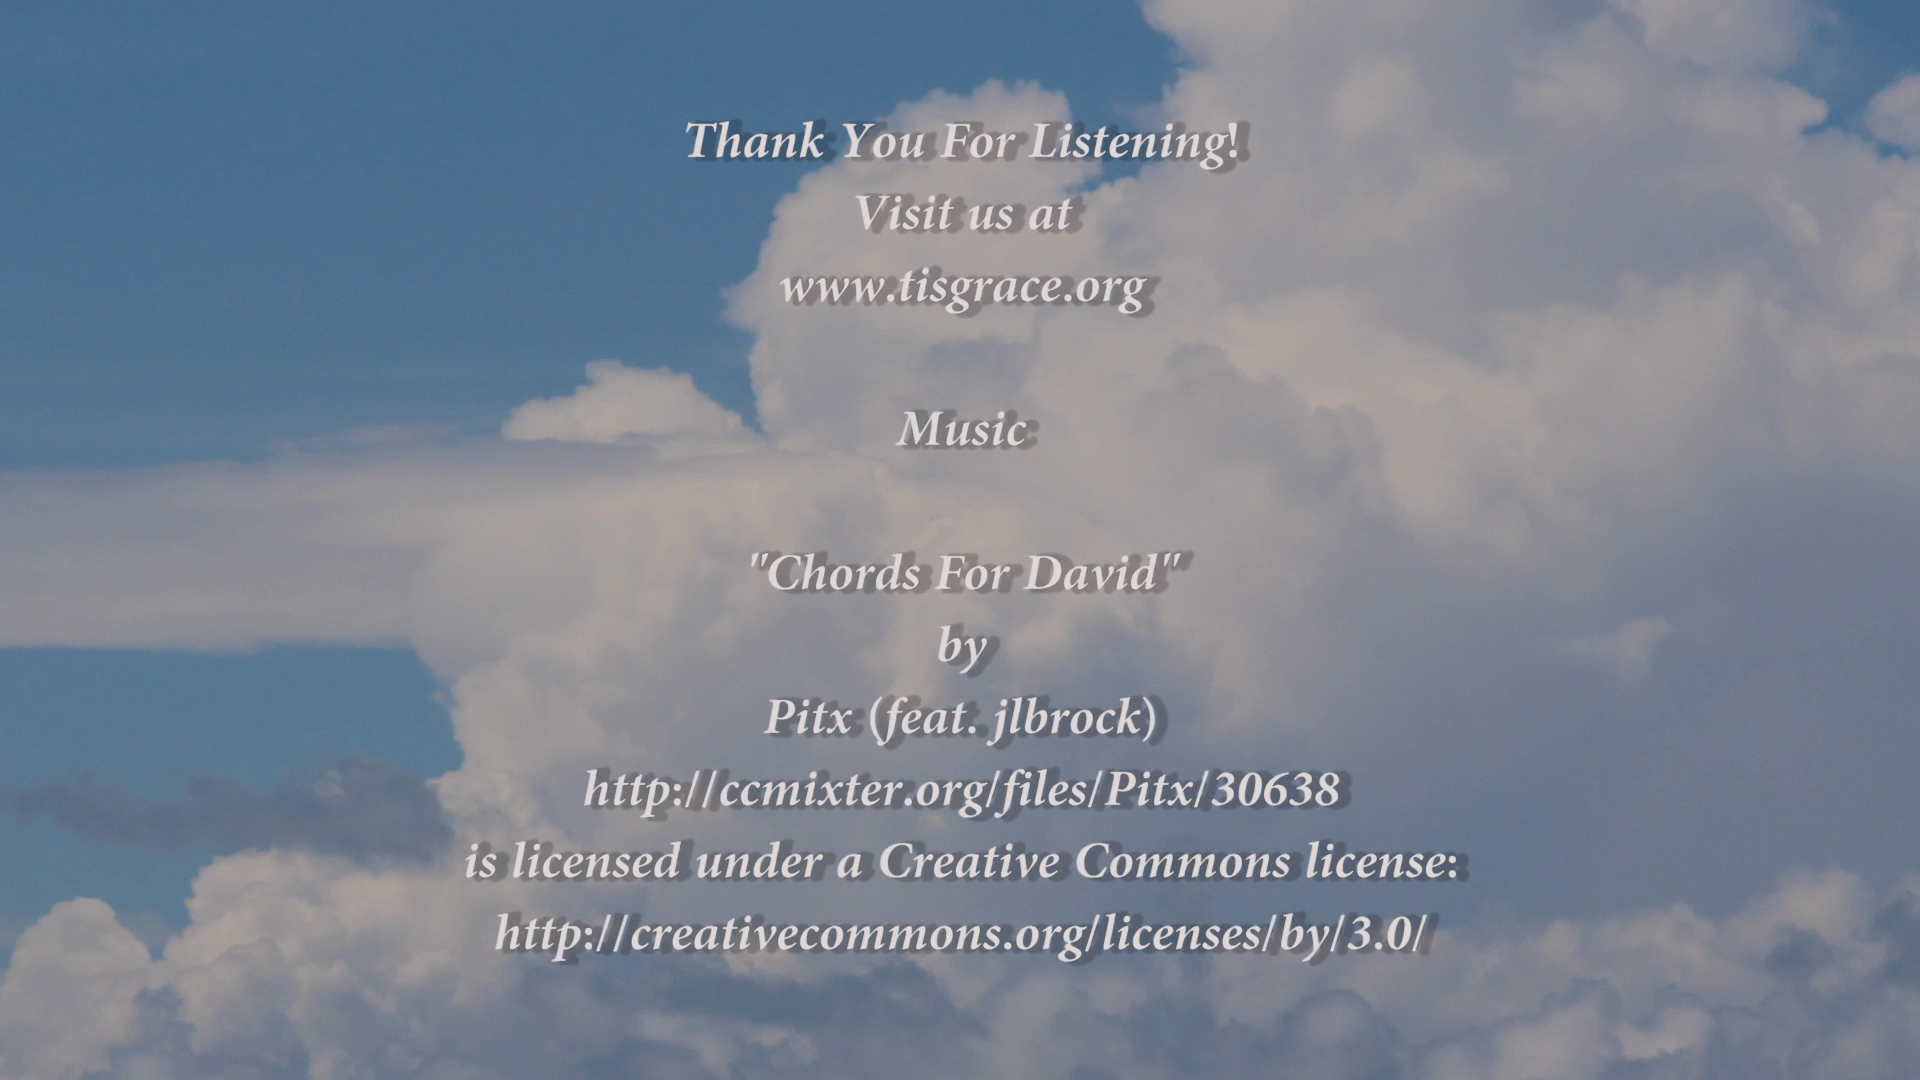 Thank You For Listening!
Visit us at
www.tisgrace.org
Music
"Chords For David"
by
Pitx (feat. jlbrock)
http://ccmixter.org/files/Pitx/30638
is licensed under a Creative Commons license:
http://creativecommons.org/licenses/by/3.0/